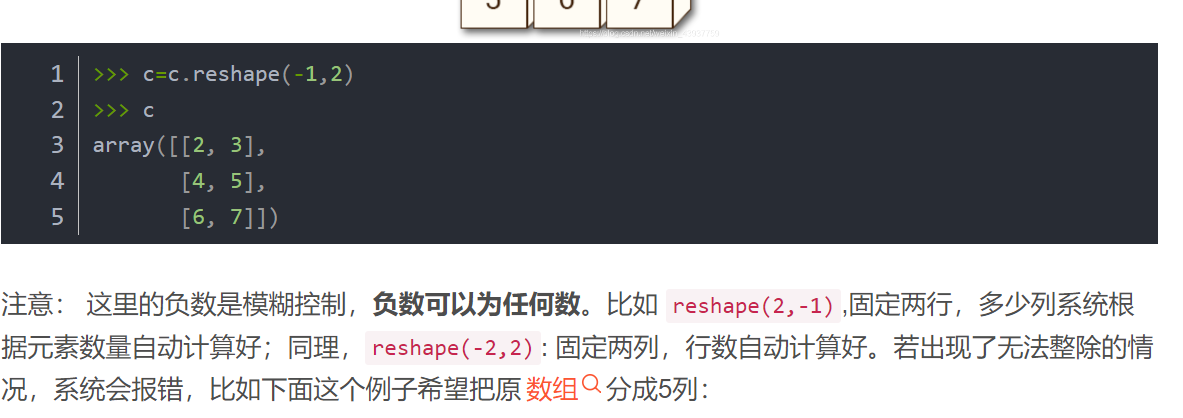 5 6 7
1 >>> c=c.reshape(-1,2)
2 >>> c
3 array([[2, 3],
4 [4, 5],
5 [6, 7]])
注意： 这里的负数是模糊控制，负数可以为任何数。比如 reshape(2,-1),固定两行，多少列系统根
据元素数量自动计算好；同理，reshape(-2,2): 固定两列，行数自动计算好。若出现了无法整除的情
况，系统会报错，比如下面这个例子希望把原 数组 分成5列：